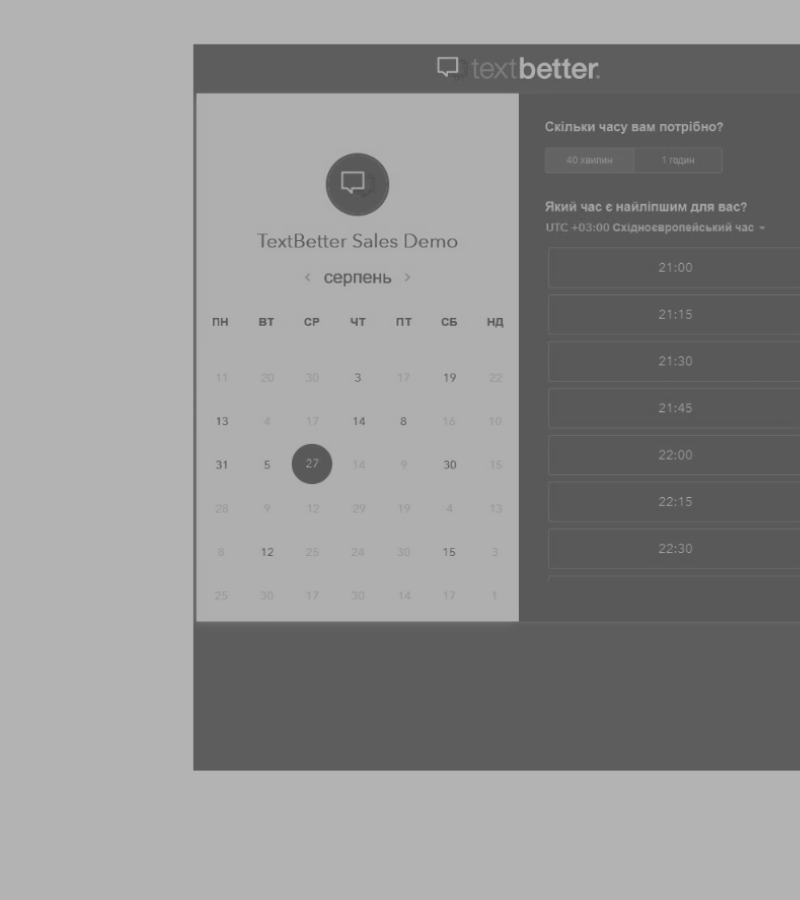 textbetter.
TextBetter Sales Demo
‹ серпень ›
ПН ВТ СР ЧТ ПТ СБ НД
11 20 30 3 17 19 22
13 4 17 14 8 16 10
31 5 27 14 9 30 15
28 9 12 29 19 4 13
8 12 25 24 30 15 3
25 30 17 30 14 17 1
Скільки часу вам потрібно?
40 хвилин 1 годин
Який час є найліпшим для вас?
UTC +03:00 Східноєвропейський час
21:00
21:15
21:30
21:45
22:00
22:15
22:30